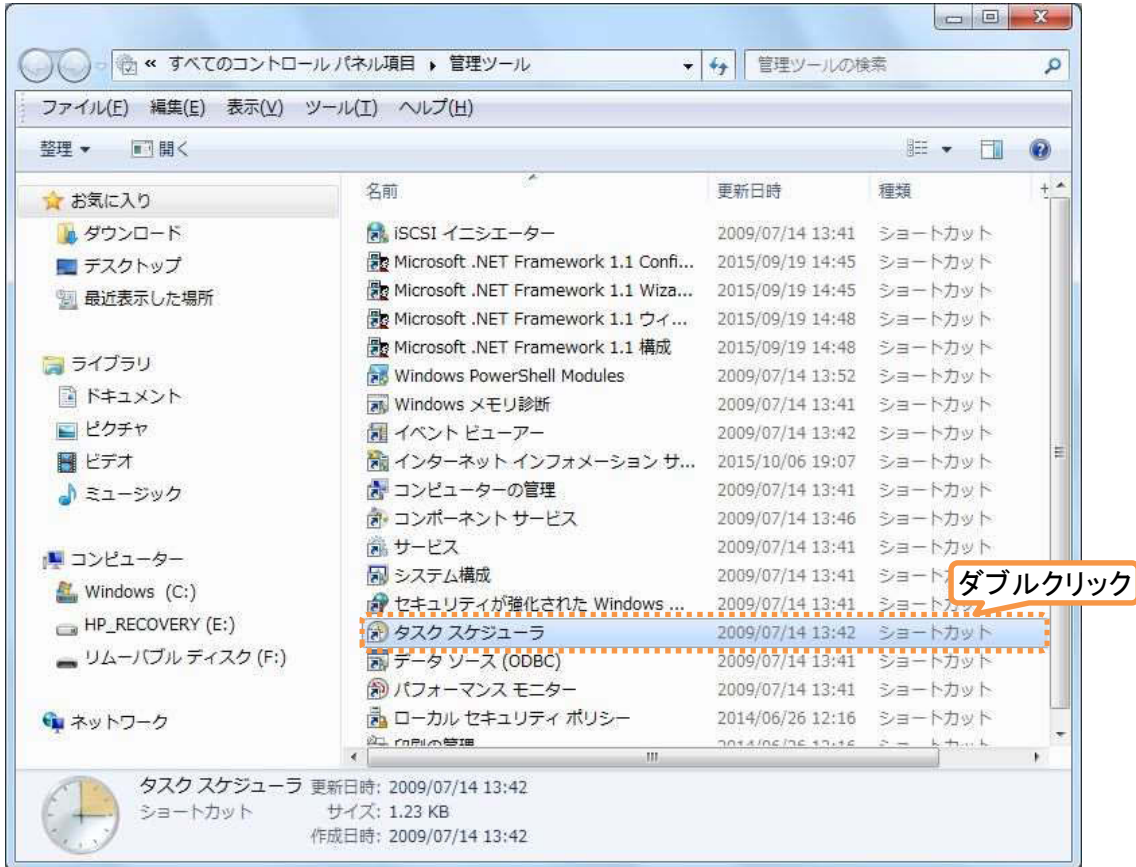 « すべてのコントロール パネル項目 ▸ 管理ツール
管理ツールの検索
ファイル(F) 編集(E) 表示(V) ツール(T) ヘルプ(H)
整理 ▼ 開く
お気に入り
ダウンロード
デスクトップ
最近表示した場所
ライブラリ
ドキュメント
ピクチャ
ビデオ
ミュージック
コンピューター
Windows (C:)
HP_RECOVERY (E:)
リムーバブル ディスク (F:)
ネットワーク
名前 更新日時 種類
iSCSI イニシエーター 2009/07/14 13:41 ショートカット
Microsoft .NET Framework 1.1 Confi... 2015/09/19 14:45 ショートカット
Microsoft .NET Framework 1.1 Wiza... 2015/09/19 14:45 ショートカット
Microsoft .NET Framework 1.1 ウィ... 2015/09/19 14:48 ショートカット
Microsoft .NET Framework 1.1 構成 2015/09/19 14:48 ショートカット
Windows PowerShell Modules 2009/07/14 13:52 ショートカット
Windows メモリ診断 2009/07/14 13:41 ショートカット
イベント ビューアー 2009/07/14 13:42 ショートカット
インターネット インフォメーション サ... 2015/10/06 19:07 ショートカット
コンピューターの管理 2009/07/14 13:41 ショートカット
コンポーネント サービス 2009/07/14 13:46 ショートカット
サービス 2009/07/14 13:41 ショートカット
システム構成 2009/07/14 13:41 ショート
ダブルクリック
セキュリティが強化された Windows ... 2009/07/14 13:41 ショート
タスク スケジューラ 2009/07/14 13:42 ショートカット
データ ソース (ODBC) 2009/07/14 13:41 ショートカット
パフォーマンス モニター 2009/07/14 13:41 ショートカット
ローカル セキュリティ ポリシー 2014/06/26 12:16 ショートカット
印刷の管理 2014/06/26 12:16 ショートカット
タスク スケジューラ 更新日時: 2009/07/14 13:42
ショートカット サイズ: 1.23 KB
作成日時: 2009/07/14 13:42